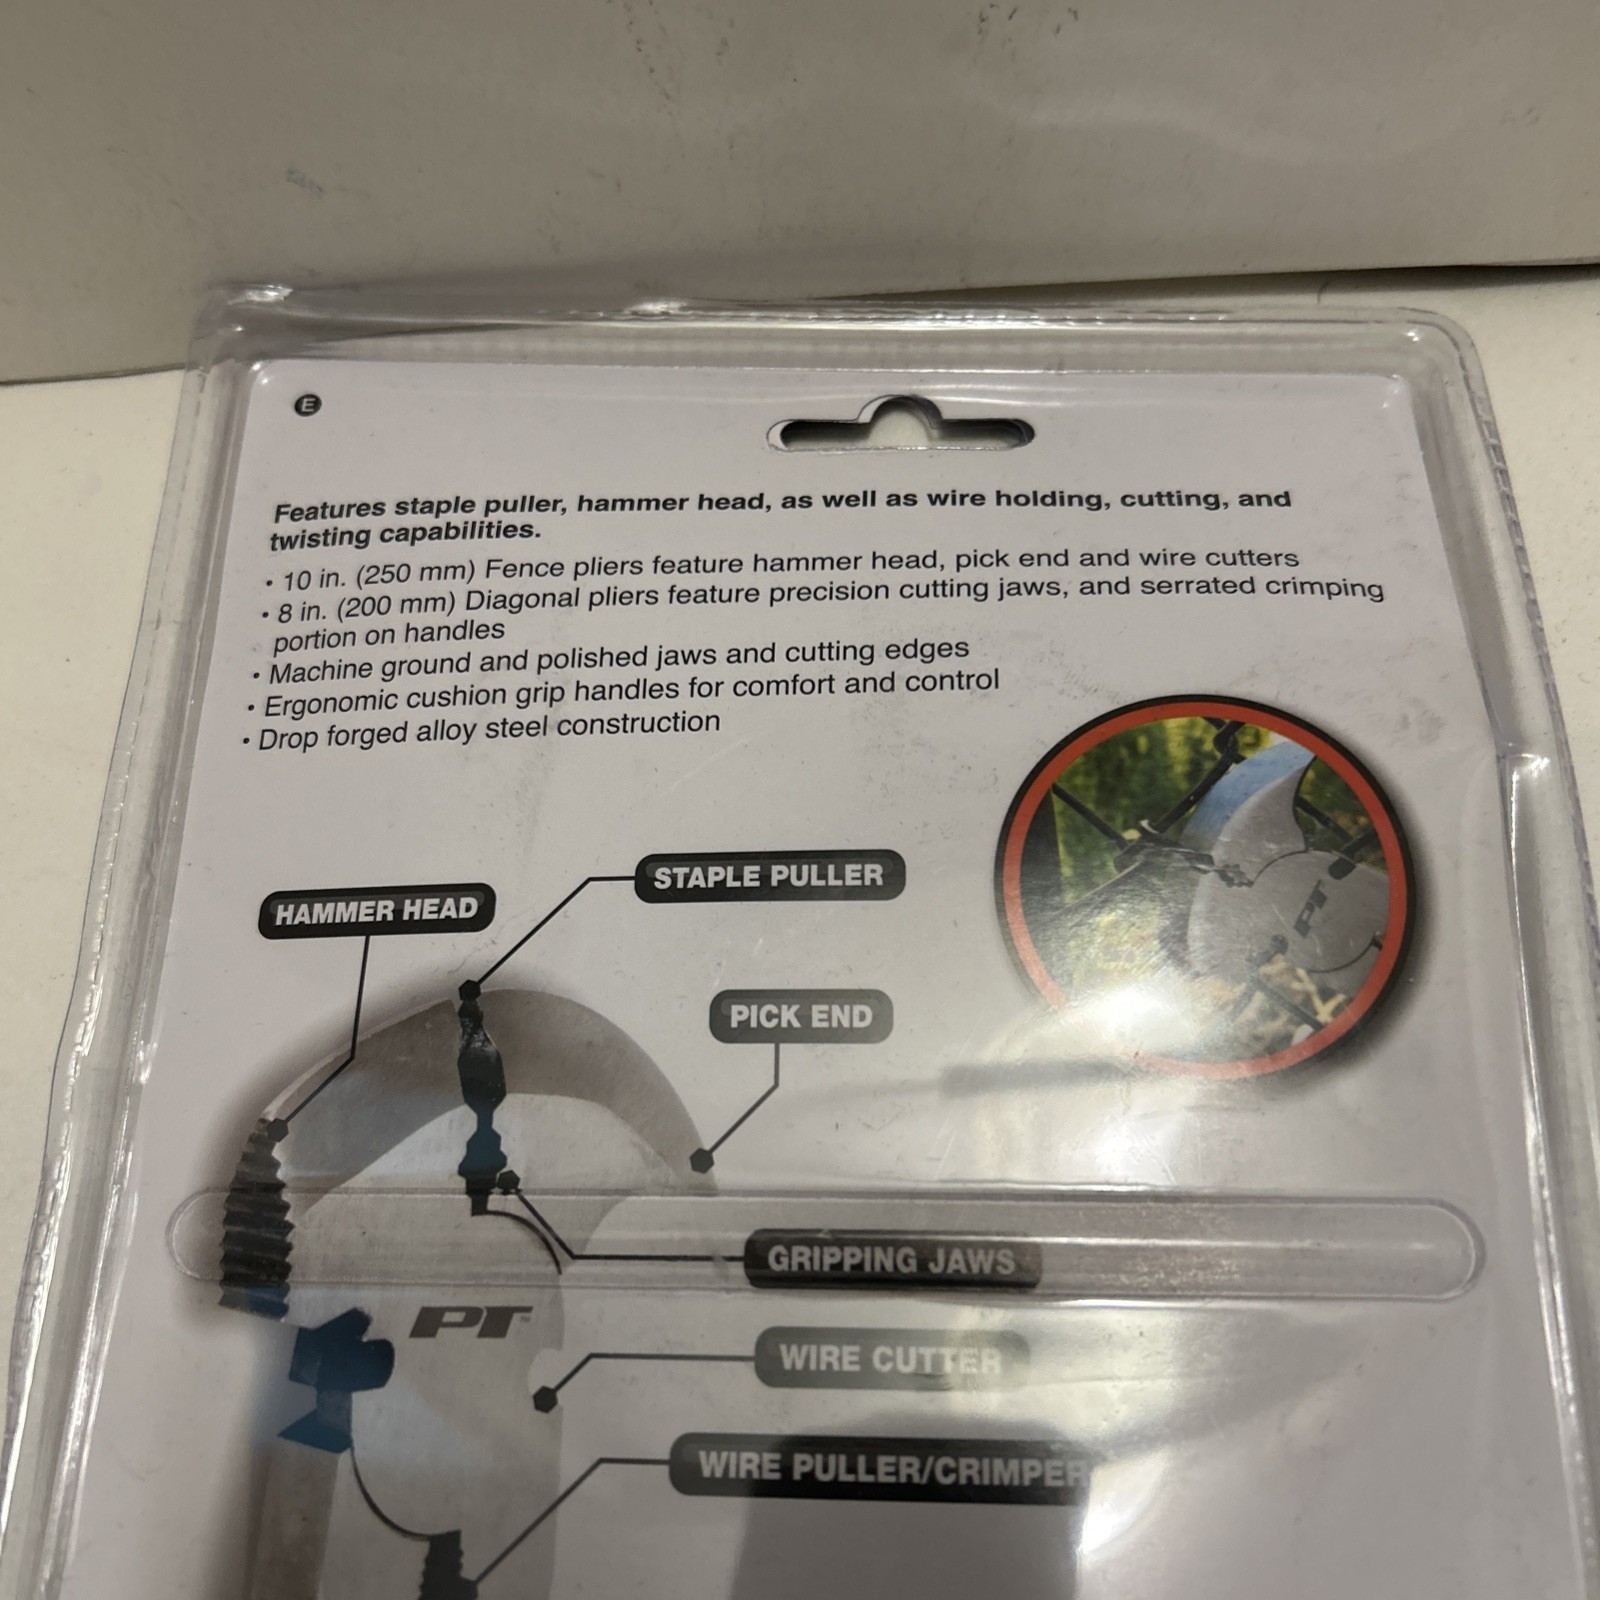 E
Features staple puller, hammer head, as well as wire holding, cutting, and
twisting capabilities.
• 10 in. (250 mm) Fence pliers feature hammer head, pick end and wire cutters
• 8 in. (200 mm) Diagonal pliers feature precision cutting jaws, and serrated crimping
portion on handles
• Machine ground and polished jaws and cutting edges
• Ergonomic cushion grip handles for comfort and control
• Drop forged alloy steel construction
STAPLE PULLER
HAMMER HEAD
PT
PICK END
GRIPPING JAWS
PT™
WIRE CUTTER
WIRE PULLER/CRIMPER